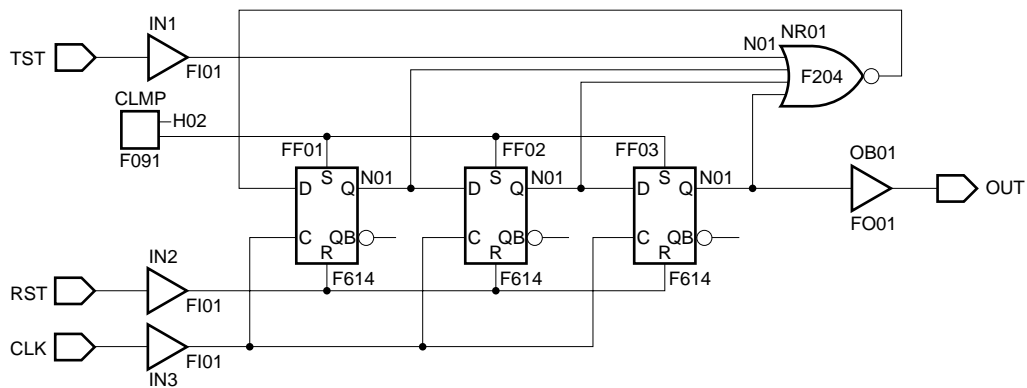 IN1
NR01
TST
N01
FI01
F204
CLMP
H02
F091
FF01
FF02
FF03
OB01
S
S
S
D
Q
N01
D
Q
N01
D
Q
N01
OUT
FO01
C
QB
C
QB
C
QB
R
R
R
F614
F614
F614
IN2
RST
FI01
CLK
FI01
IN3